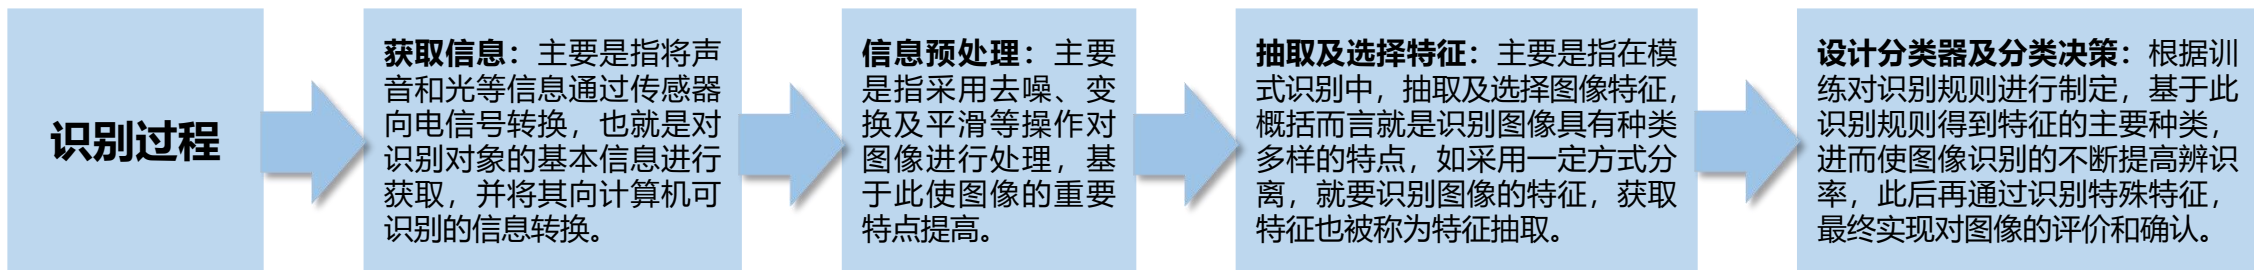 识别过程
获取信息：主要是指将声
音和光等信息通过传感器
向电信号转换，也就是对
识别对象的基本信息进行
获取，并将其向计算机可
识别的信息转换。
信息预处理：主要
是指采用去噪、变
换及平滑等操作对
图像进行处理，基
于此使图像的重要
特点提高。
抽取及选择特征：主要是指在模
式识别中，抽取及选择图像特征，
概括而言就是识别图像具有种类
多样的特点，如采用一定方式分
离，就要识别图像的特征，获取
特征也被称为特征抽取。
设计分类器及分类决策：根据训
练对识别规则进行制定，基于此
识别规则得到特征的主要种类，
进而使图像识别的不断提高辨识
率，此后再通过识别特殊特征，
最终实现对图像的评价和确认。